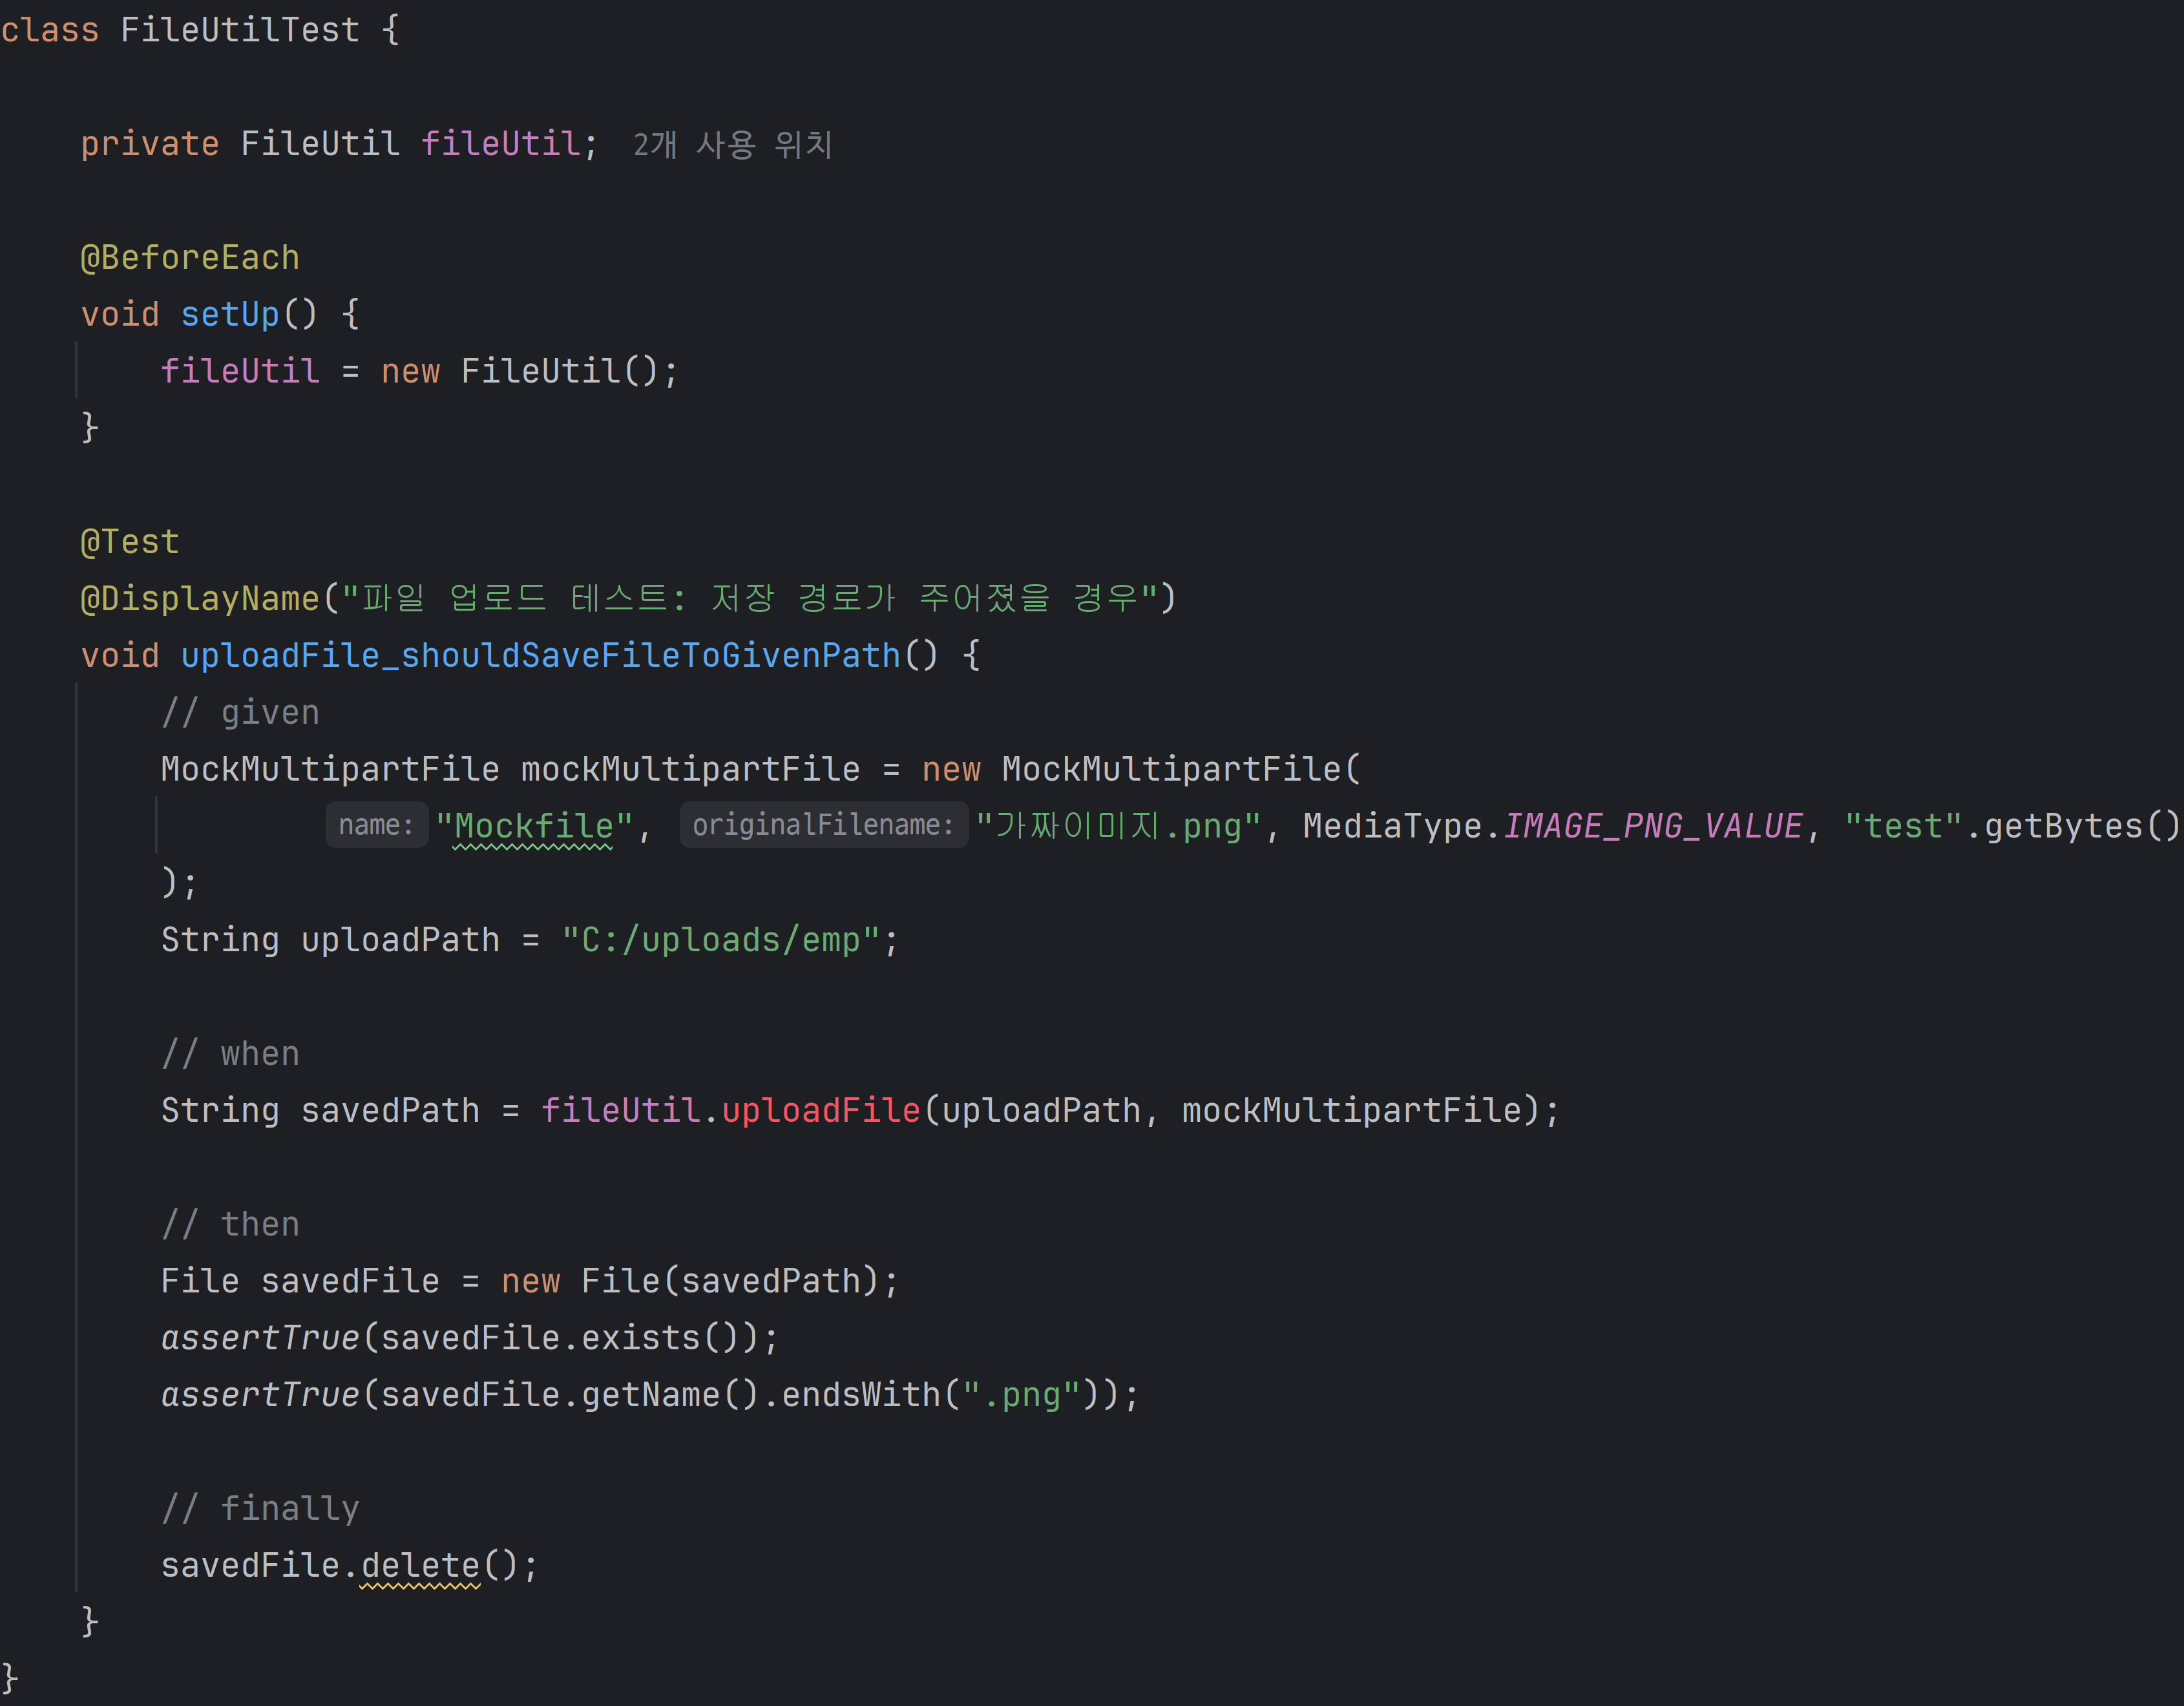 class FileUtilTest {
private FileUtil fileUtil; 2개 사용 위치
@BeforeEach
void setUp() {
fileUtil = new FileUtil();
}
@Test
@DisplayName("파일 업로드 테스트: 저장 경로가 주어졌을 경우")
void uploadFile_shouldSaveFileToGivenPath() {
// given
MockMultipartFile mockMultipartFile = new MockMultipartFile(
name: "Mockfile", originalFilename: "가짜이미지.png", MediaType.IMAGE_PNG_VALUE, "test".getBytes()
);
String uploadPath = "C:/uploads/emp";
// when
String savedPath = fileUtil.uploadFile(uploadPath, mockMultipartFile);
// then
File savedFile = new File(savedPath);
assertTrue(savedFile.exists());
assertTrue(savedFile.getName().endsWith(".png"));
// finally
savedFile.delete();
}
}